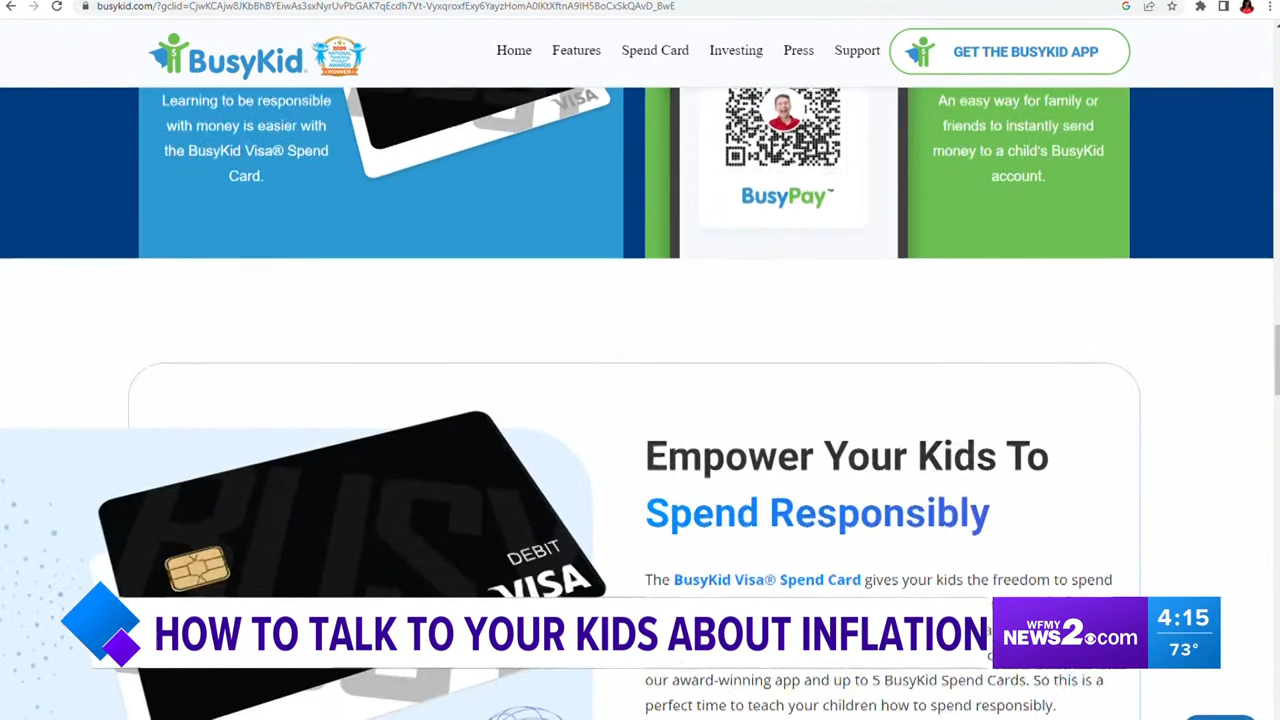 busykid.com/?gclid=CjwKCAjw8JKbBhBYEiwAs3sxNyrUvPbGAK7qEcdh7Vt-VyxqroxfExy6YayzHomA0IKtXftnA9IH5BoCxSkQAvD_BwE
BusyKid
2020
WINNER
Home
Features
Spend Card
Investing
Press
Support
GET THE BUSYKID APP
Learning to be responsible
with money is easier with
the BusyKid Visa® Spend
Card.
VISA
BusyPay™
An easy way for family or
friends to instantly send
money to a child's BusyKid
account.
BUSY
DEBIT
VISA
Empower Your Kids To
Spend Responsibly
The BusyKid Visa® Spend Card gives your kids the freedom to spend
our award-winning app and up to 5 BusyKid Spend Cards. So this is a
perfect time to teach your children how to spend responsibly.
HOW TO TALK TO YOUR KIDS ABOUT INFLATION
WFMY
NEWS2.com
4:15
73°